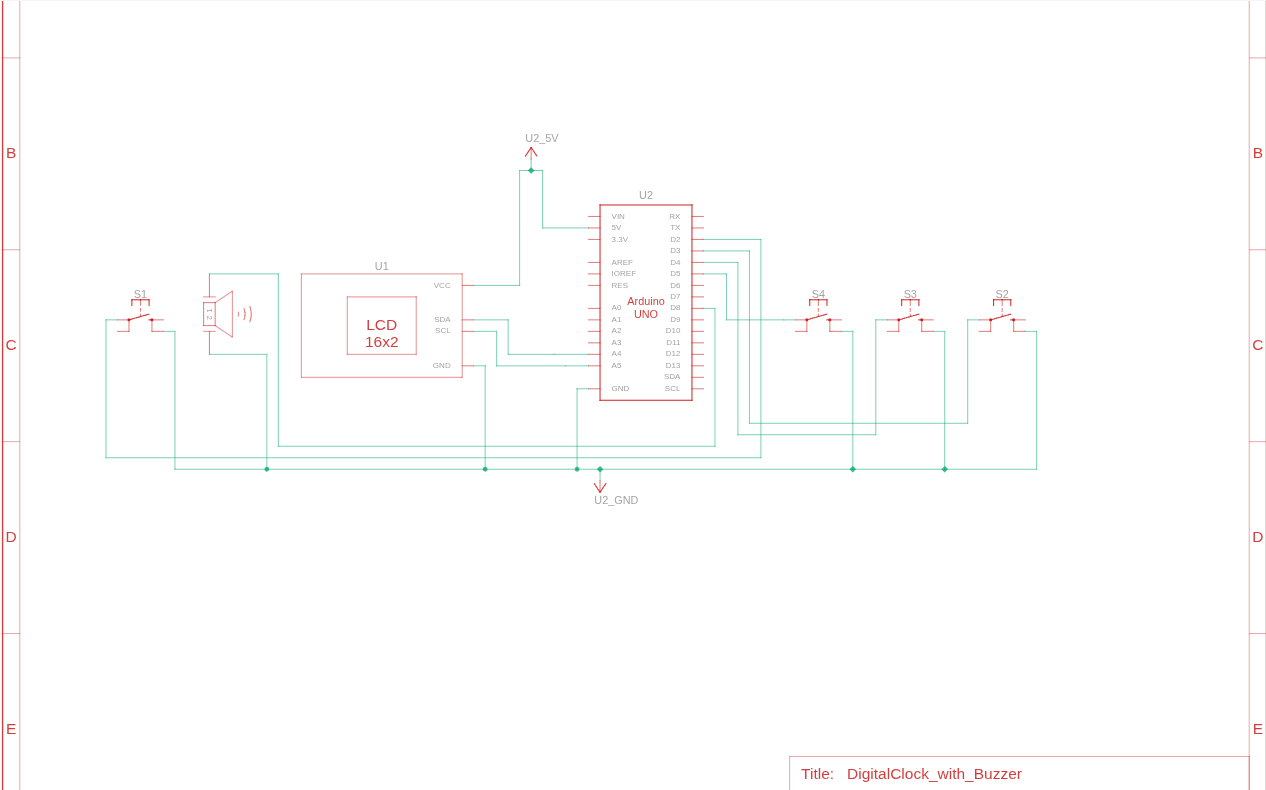 B
B
U2_5V
U2
VIN
RX
5V
TX
3.3V
D2
D3
AREF
D4
IOREF
D5
RES
D6
D7
A0
D8
A1
D9
A2
D10
A3
D11
A4
D12
A5
D13
SDA
GND
SCL
Arduino
UNO
U1
VCC
SDA
SCL
GND
LCD
16x2
S1
1
2
S4
S3
S2
C
C
U2_GND
D
D
E
E
Title: DigitalClock_with_Buzzer